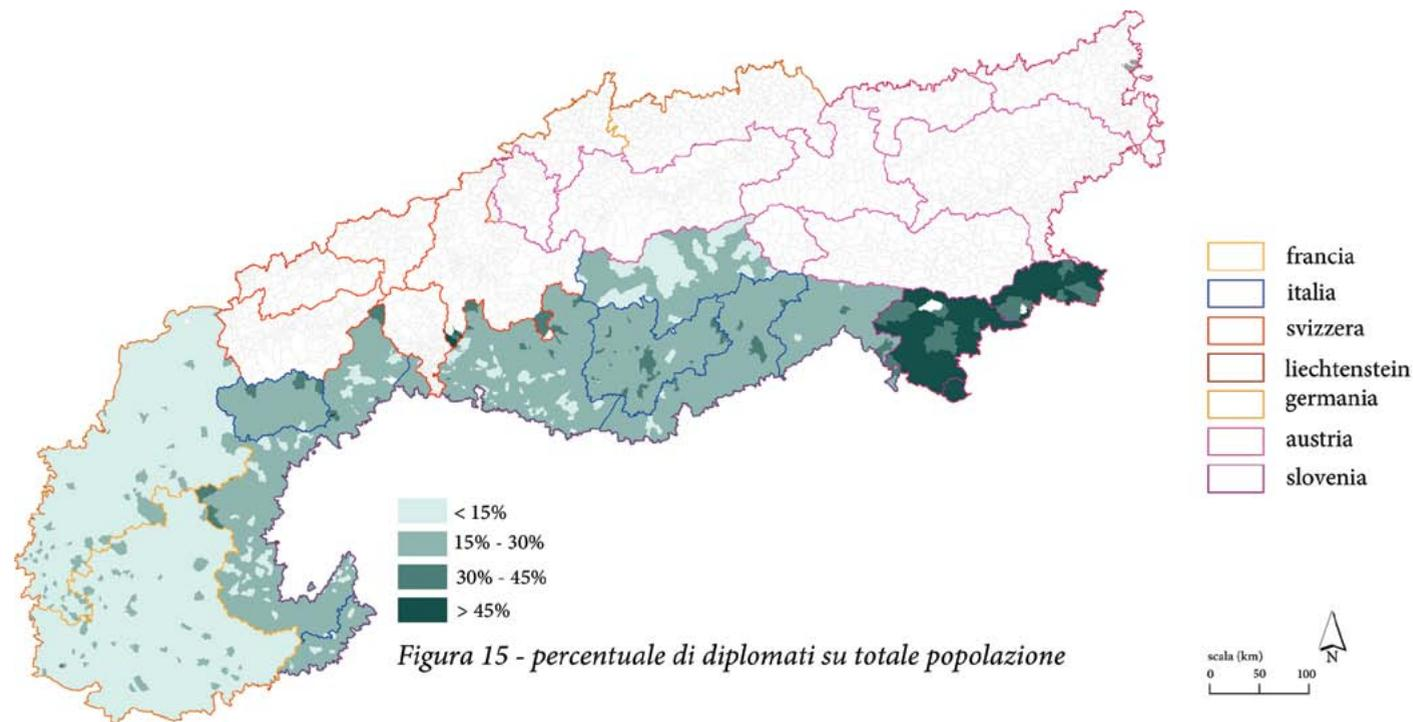 francia
italia
svizzera
liechtenstein
germania
austria
slovenia
< 15%
15% - 30%
30% - 45%
> 45%
Figura 15 - percentuale di diplomati su totale popolazione
N
scala (km)
0 50 100